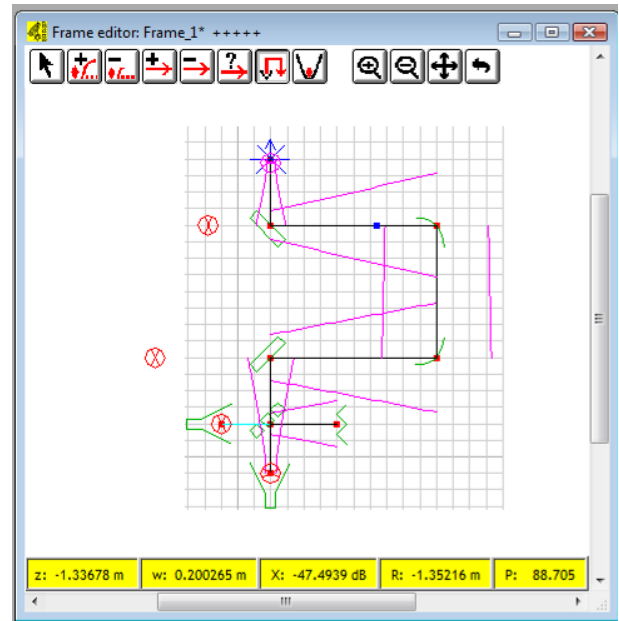 Frame editor: Frame_1* +++++
z: -1.33678 m w: 0.200265 m X: -47.4939 dB R: -1.35216 m P: 88.705